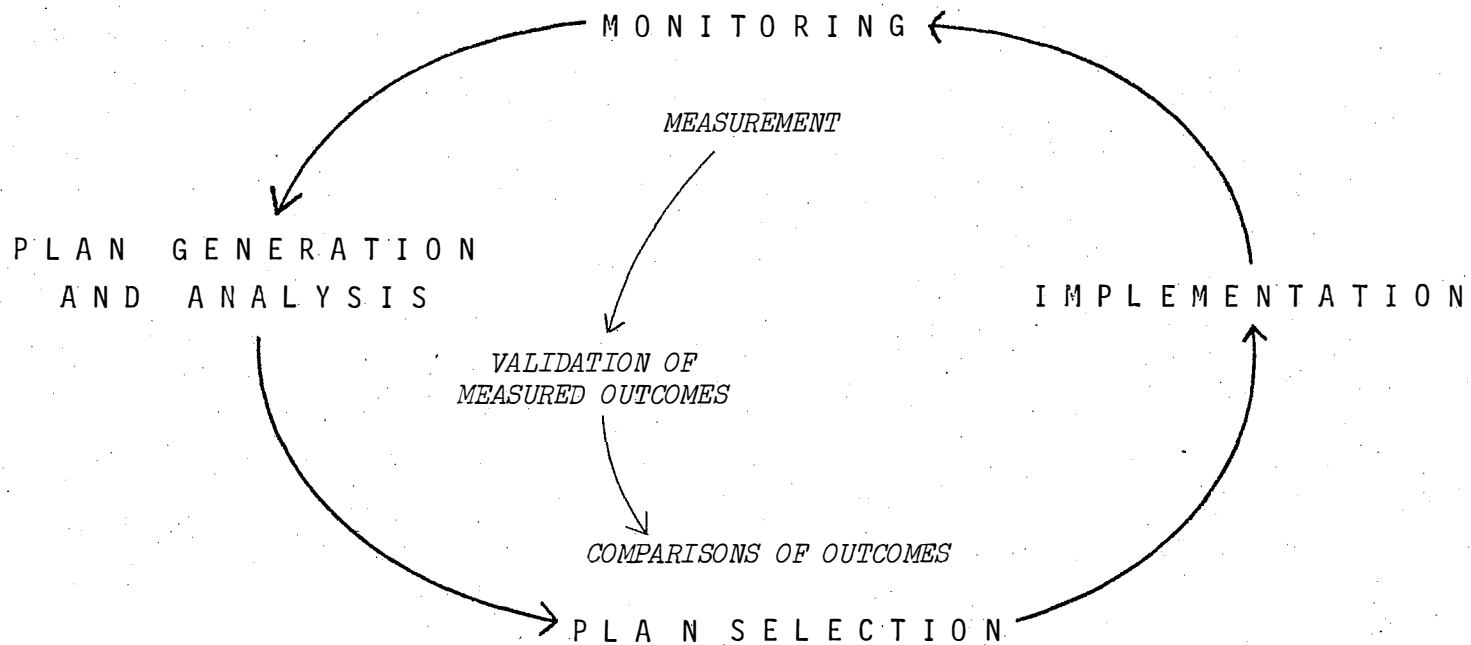 MONITORING
MEASUREMENT
PLAN GENERATION
AND ANALYSIS
IMPLEMENTATION
VALIDATION OF
MEASURED OUTCOMES
COMPARISONS OF OUTCOMES
PLAN SELECTION